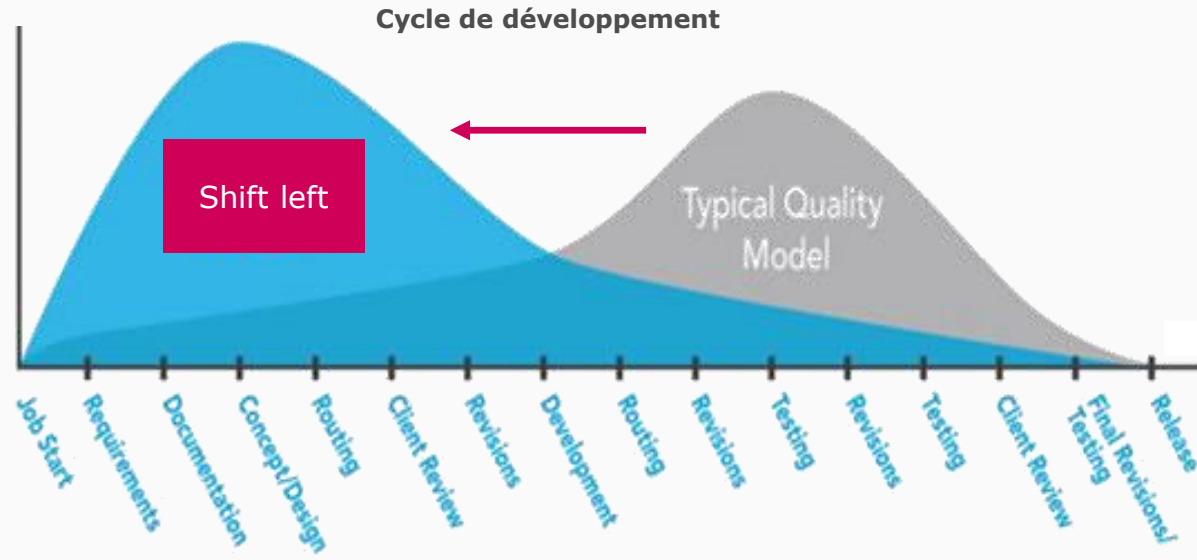 Cycle de développement
Shift left
Typical Quality
Model
Job Start
Requirements
Documentation
Concept/Design
Routing
Client Review
Revisions
Development
Routing
Revisions
Testing
Revisions
Testing
Client Review
Final Revisions/
Testing
Release